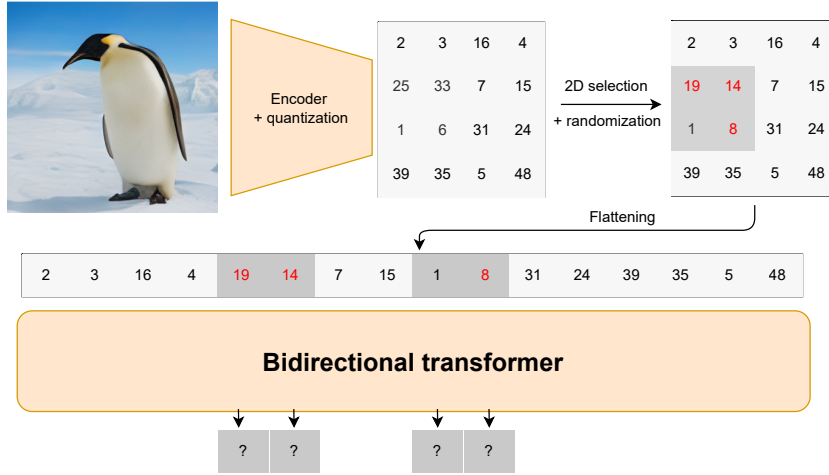 2 3 16 4
25 33 7 15
1 6 31 24
39 35 5 48
Encoder
+ quantization
2D selection
+ randomization
2 3 16 4
19 14 7 15
1 8 31 24
39 35 5 48
Flattening
2 3 16 4 19 14 7 15 1 8 31 24 39 35 5 48
Bidirectional transformer
? ? ? ?